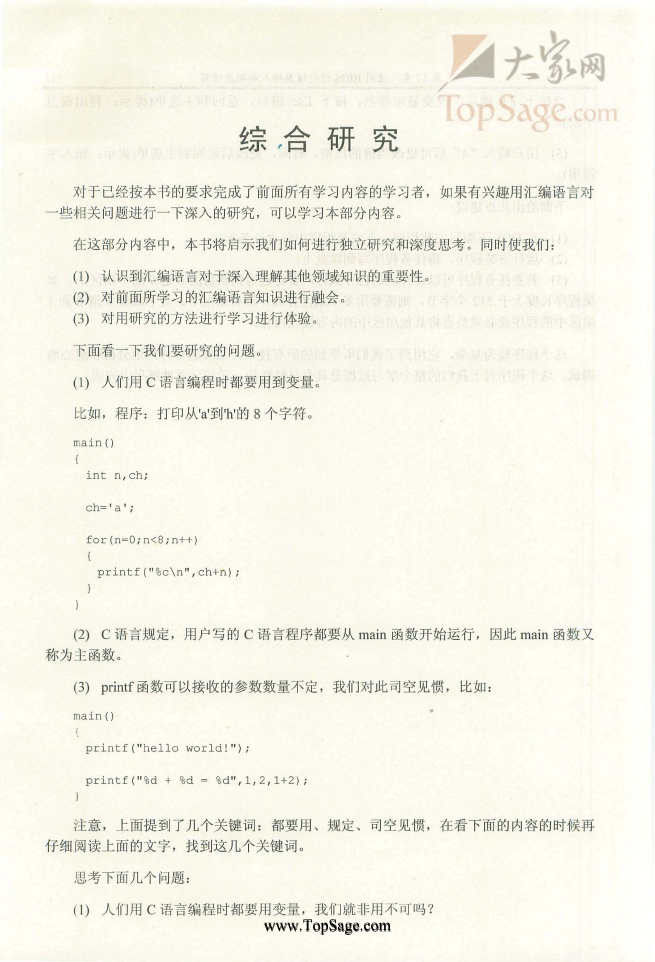 大家网
TopSage.com
综合研究
对于已经按本书的要求完成了前面所有学习内容的学习者，如果有兴趣用汇编语言对
一些相关问题进行一下深入的研究，可以学习本部分内容。
在这部分内容中，本书将启示我们如何进行独立研究和深度思考。同时使我们：
(1) 认识到汇编语言对于深入理解其他领域知识的重要性。
(2) 对前面所学习的汇编语言知识进行融会。
(3) 对用研究的方法进行学习进行体验。
下面看一下我们要研究的问题。
(1) 人们用 C 语言编程时都要用到变量。
比如，程序：打印从'a'到'h'的 8 个字符。
main()
{
int n,ch;
ch='a';
for(n=0;n<8;n++)
{
printf("%c\n",ch+n);
}
}
(2) C 语言规定，用户写的 C 语言程序都要从 main 函数开始运行，因此 main 函数又
称为主函数。
(3) printf 函数可以接收的参数数量不定，我们对此司空见惯，比如：
main()
{
printf("hello world!");
printf("%d + %d = %d",1,2,1+2);
}
注意，上面提到了几个关键词：都要用、规定、司空见惯，在看下面的内容的时候再
仔细阅读上面的文字，找到这几个关键词。
思考下面几个问题：
(1) 人们用 C 语言编程时都要用变量，我们就非用不可吗？
www.TopSage.com